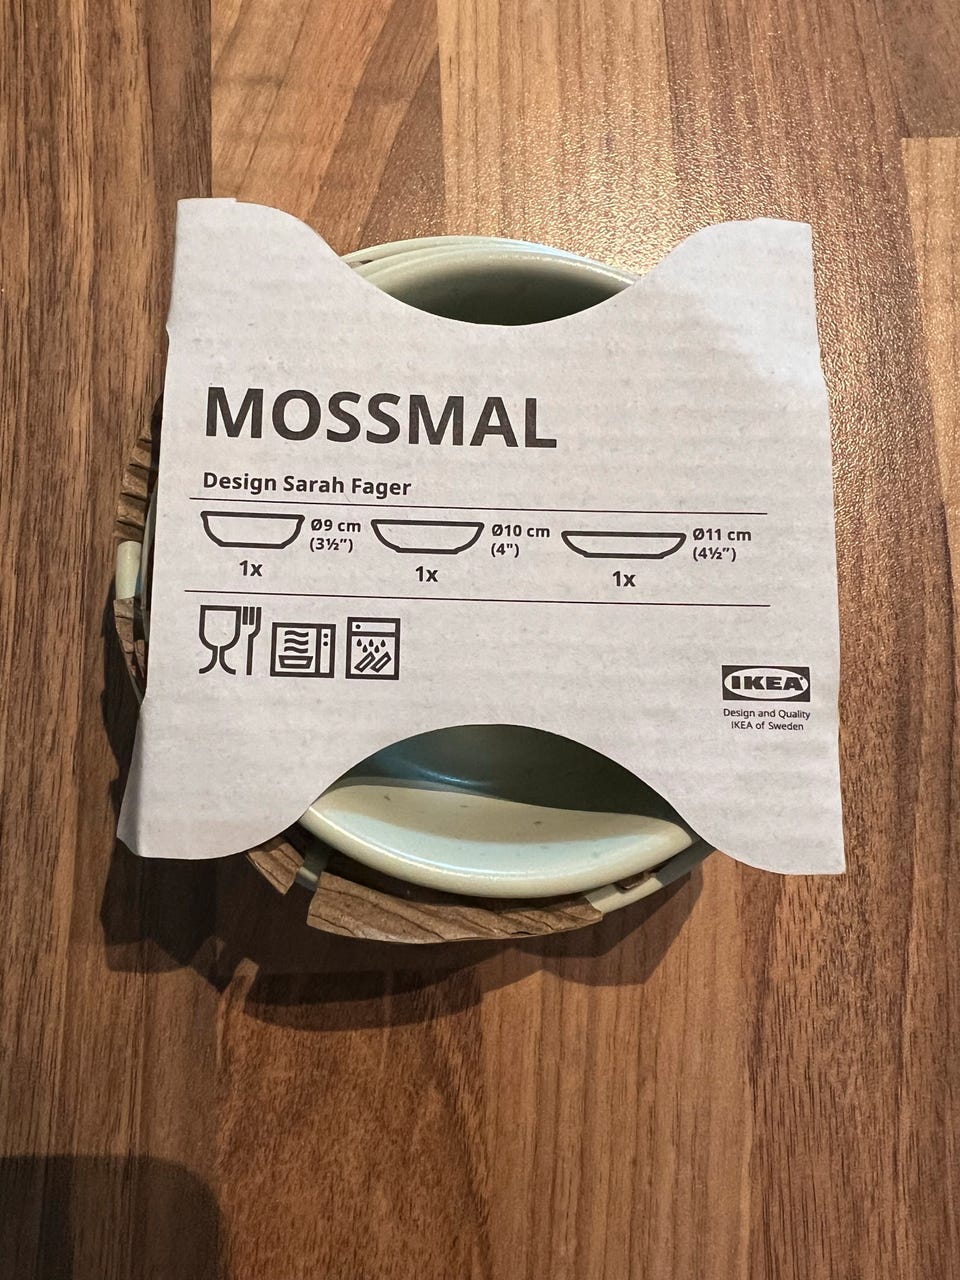 MOSSMAL
Design Sarah Fager
Ø9 cm
(3½”)
1x
Ø10 cm
(4")
1x
Ø11 cm
(4½”)
1x
IKEA®
Design and Quality
IKEA of Sweden